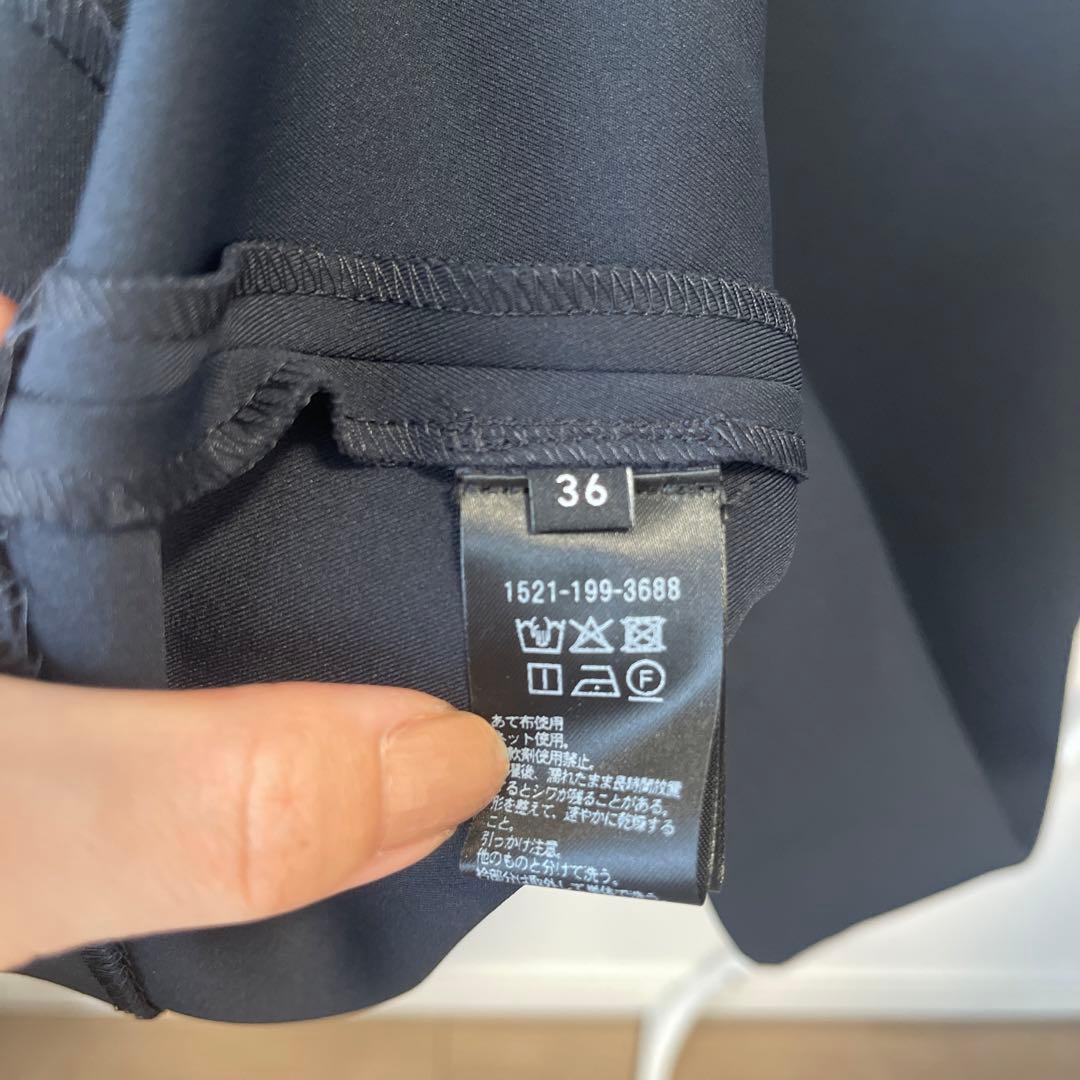 36
1521-199-3688
F
あて布使用
ット使用。
剤使用禁止。
後、濡れたまま長時間放置
るとシワが残ることがある。
形を整えて、速やかに乾燥する
こと。
引っかけ注意。
他のものと分けて洗う。